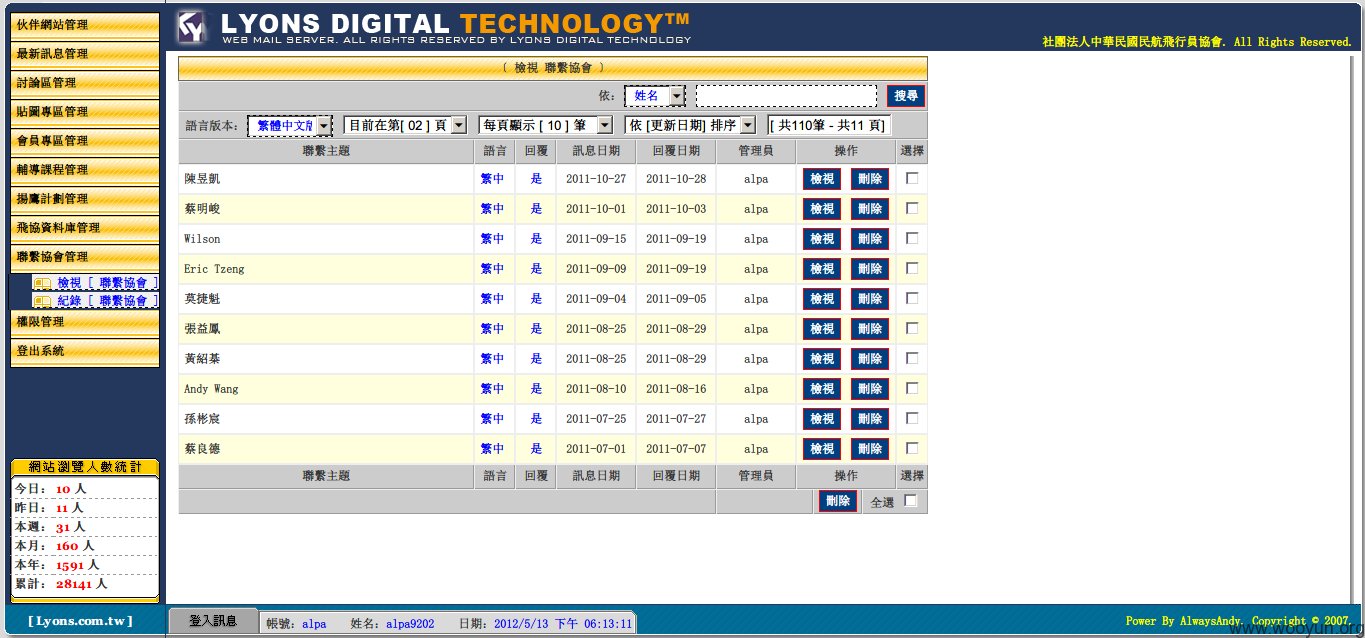 LYONS DIGITAL TECHNOLOGY™
WEB MAIL SERVER. ALL RIGHTS RESERVED BY LYONS DIGITAL TECHNOLOGY
社團法人中華民國民航飛行員協會. All Rights Reserved.
伙伴網站管理
最新訊息管理
討論區管理
貼圖專區管理
會員專區管理
輔導課程管理
揚鷹計劃管理
飛協資料庫管理
聯繫協會管理
檢視 [ 聯繫協會 ]
紀錄 [ 聯繫協會 ]
權限管理
登出系統
網站瀏覽人數統計
今日: 10 人
昨日: 11 人
本週: 31 人
本月: 160 人
本年: 1591 人
累計: 28141 人
[ 檢視 聯繫協會 ]
依: 姓名 搜尋
語言版本: 繁體中文版 目前在第[ 02 ] 頁 每頁顯示 [ 10 ] 筆 依 [更新日期] 排序 [ 共110筆 - 共11 頁]
聯繫主題 語言 回覆 訊息日期 回覆日期 管理員 操作 選擇
陳昱凱 繁中 是 2011-10-27 2011-10-28 alpa 檢視 刪除
蔡明峻 繁中 是 2011-10-01 2011-10-03 alpa 檢視 刪除
Wilson 繁中 是 2011-09-15 2011-09-19 alpa 檢視 刪除
Eric Tzeng 繁中 是 2011-09-09 2011-09-19 alpa 檢視 刪除
莫捷魁 繁中 是 2011-09-04 2011-09-05 alpa 檢視 刪除
張益鳳 繁中 是 2011-08-25 2011-08-29 alpa 檢視 刪除
黃紹棊 繁中 是 2011-08-25 2011-08-29 alpa 檢視 刪除
Andy Wang 繁中 是 2011-08-10 2011-08-16 alpa 檢視 刪除
孫彬宸 繁中 是 2011-07-25 2011-07-27 alpa 檢視 刪除
蔡良德 繁中 是 2011-07-01 2011-07-07 alpa 檢視 刪除
聯繫主題 語言 回覆 訊息日期 回覆日期 管理員 操作 選擇
刪除 全選
[ Lyons.com.tw ]
登入訊息 帳號: alpa 姓名: alpa9202 日期: 2012/5/13 下午 06:13:11
Power By AlwaysAndy. Copyright © 2007.
www.wooyun.org